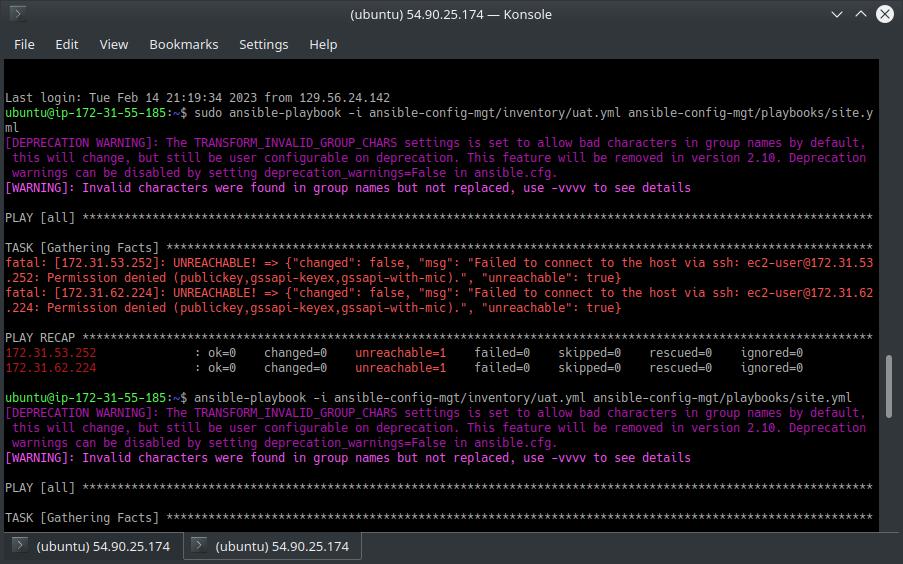 (ubuntu) 54.90.25.174 — Konsole
File Edit View Bookmarks Settings Help
Last login: Tue Feb 14 21:19:34 2023 from 129.56.24.142
ubuntu@ip-172-31-55-185:~$ sudo ansible-playbook -i ansible-config-mgt/inventory/uat.yml ansible-config-mgt/playbooks/site.y
ml
[DEPRECATION WARNING]: The TRANSFORM_INVALID_GROUP_CHARS settings is set to allow bad characters in group names by default,
this will change, but still be user configurable on deprecation. This feature will be removed in version 2.10. Deprecation
warnings can be disabled by setting deprecation_warnings=False in ansible.cfg.
[WARNING]: Invalid characters were found in group names but not replaced, use -vvvv to see details
PLAY [all] *****************************************************************************************************************
TASK [Gathering Facts] *****************************************************************************************************
fatal: [172.31.53.252]: UNREACHABLE! => {"changed": false, "msg": "Failed to connect to the host via ssh: ec2-user@172.31.53
.252: Permission denied (publickey,gssapi-keyex,gssapi-with-mic).", "unreachable": true}
fatal: [172.31.62.224]: UNREACHABLE! => {"changed": false, "msg": "Failed to connect to the host via ssh: ec2-user@172.31.62
.224: Permission denied (publickey,gssapi-keyex,gssapi-with-mic).", "unreachable": true}
PLAY RECAP *****************************************************************************************************************
172.31.53.252 : ok=0 changed=0 unreachable=1 failed=0 skipped=0 rescued=0 ignored=0
172.31.62.224 : ok=0 changed=0 unreachable=1 failed=0 skipped=0 rescued=0 ignored=0
ubuntu@ip-172-31-55-185:~$ ansible-playbook -i ansible-config-mgt/inventory/uat.yml ansible-config-mgt/playbooks/site.yml
[DEPRECATION WARNING]: The TRANSFORM_INVALID_GROUP_CHARS settings is set to allow bad characters in group names by default,
this will change, but still be user configurable on deprecation. This feature will be removed in version 2.10. Deprecation
warnings can be disabled by setting deprecation_warnings=False in ansible.cfg.
[WARNING]: Invalid characters were found in group names but not replaced, use -vvvv to see details
PLAY [all] *****************************************************************************************************************
TASK [Gathering Facts] *****************************************************************************************************
(ubuntu) 54.90.25.174 (ubuntu) 54.90.25.174